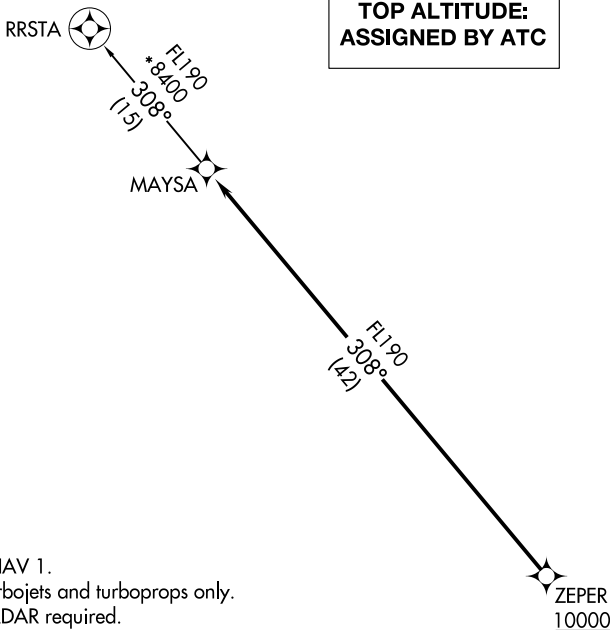 TOP ALTITUDE:
ASSIGNED BY ATC
RRSTA
FL190
*8400
308°
(15)
MAYSA
FL190
308°
(42)
ZEPER
10000
AV 1.
rbojets and turboprops only.
DAR required.